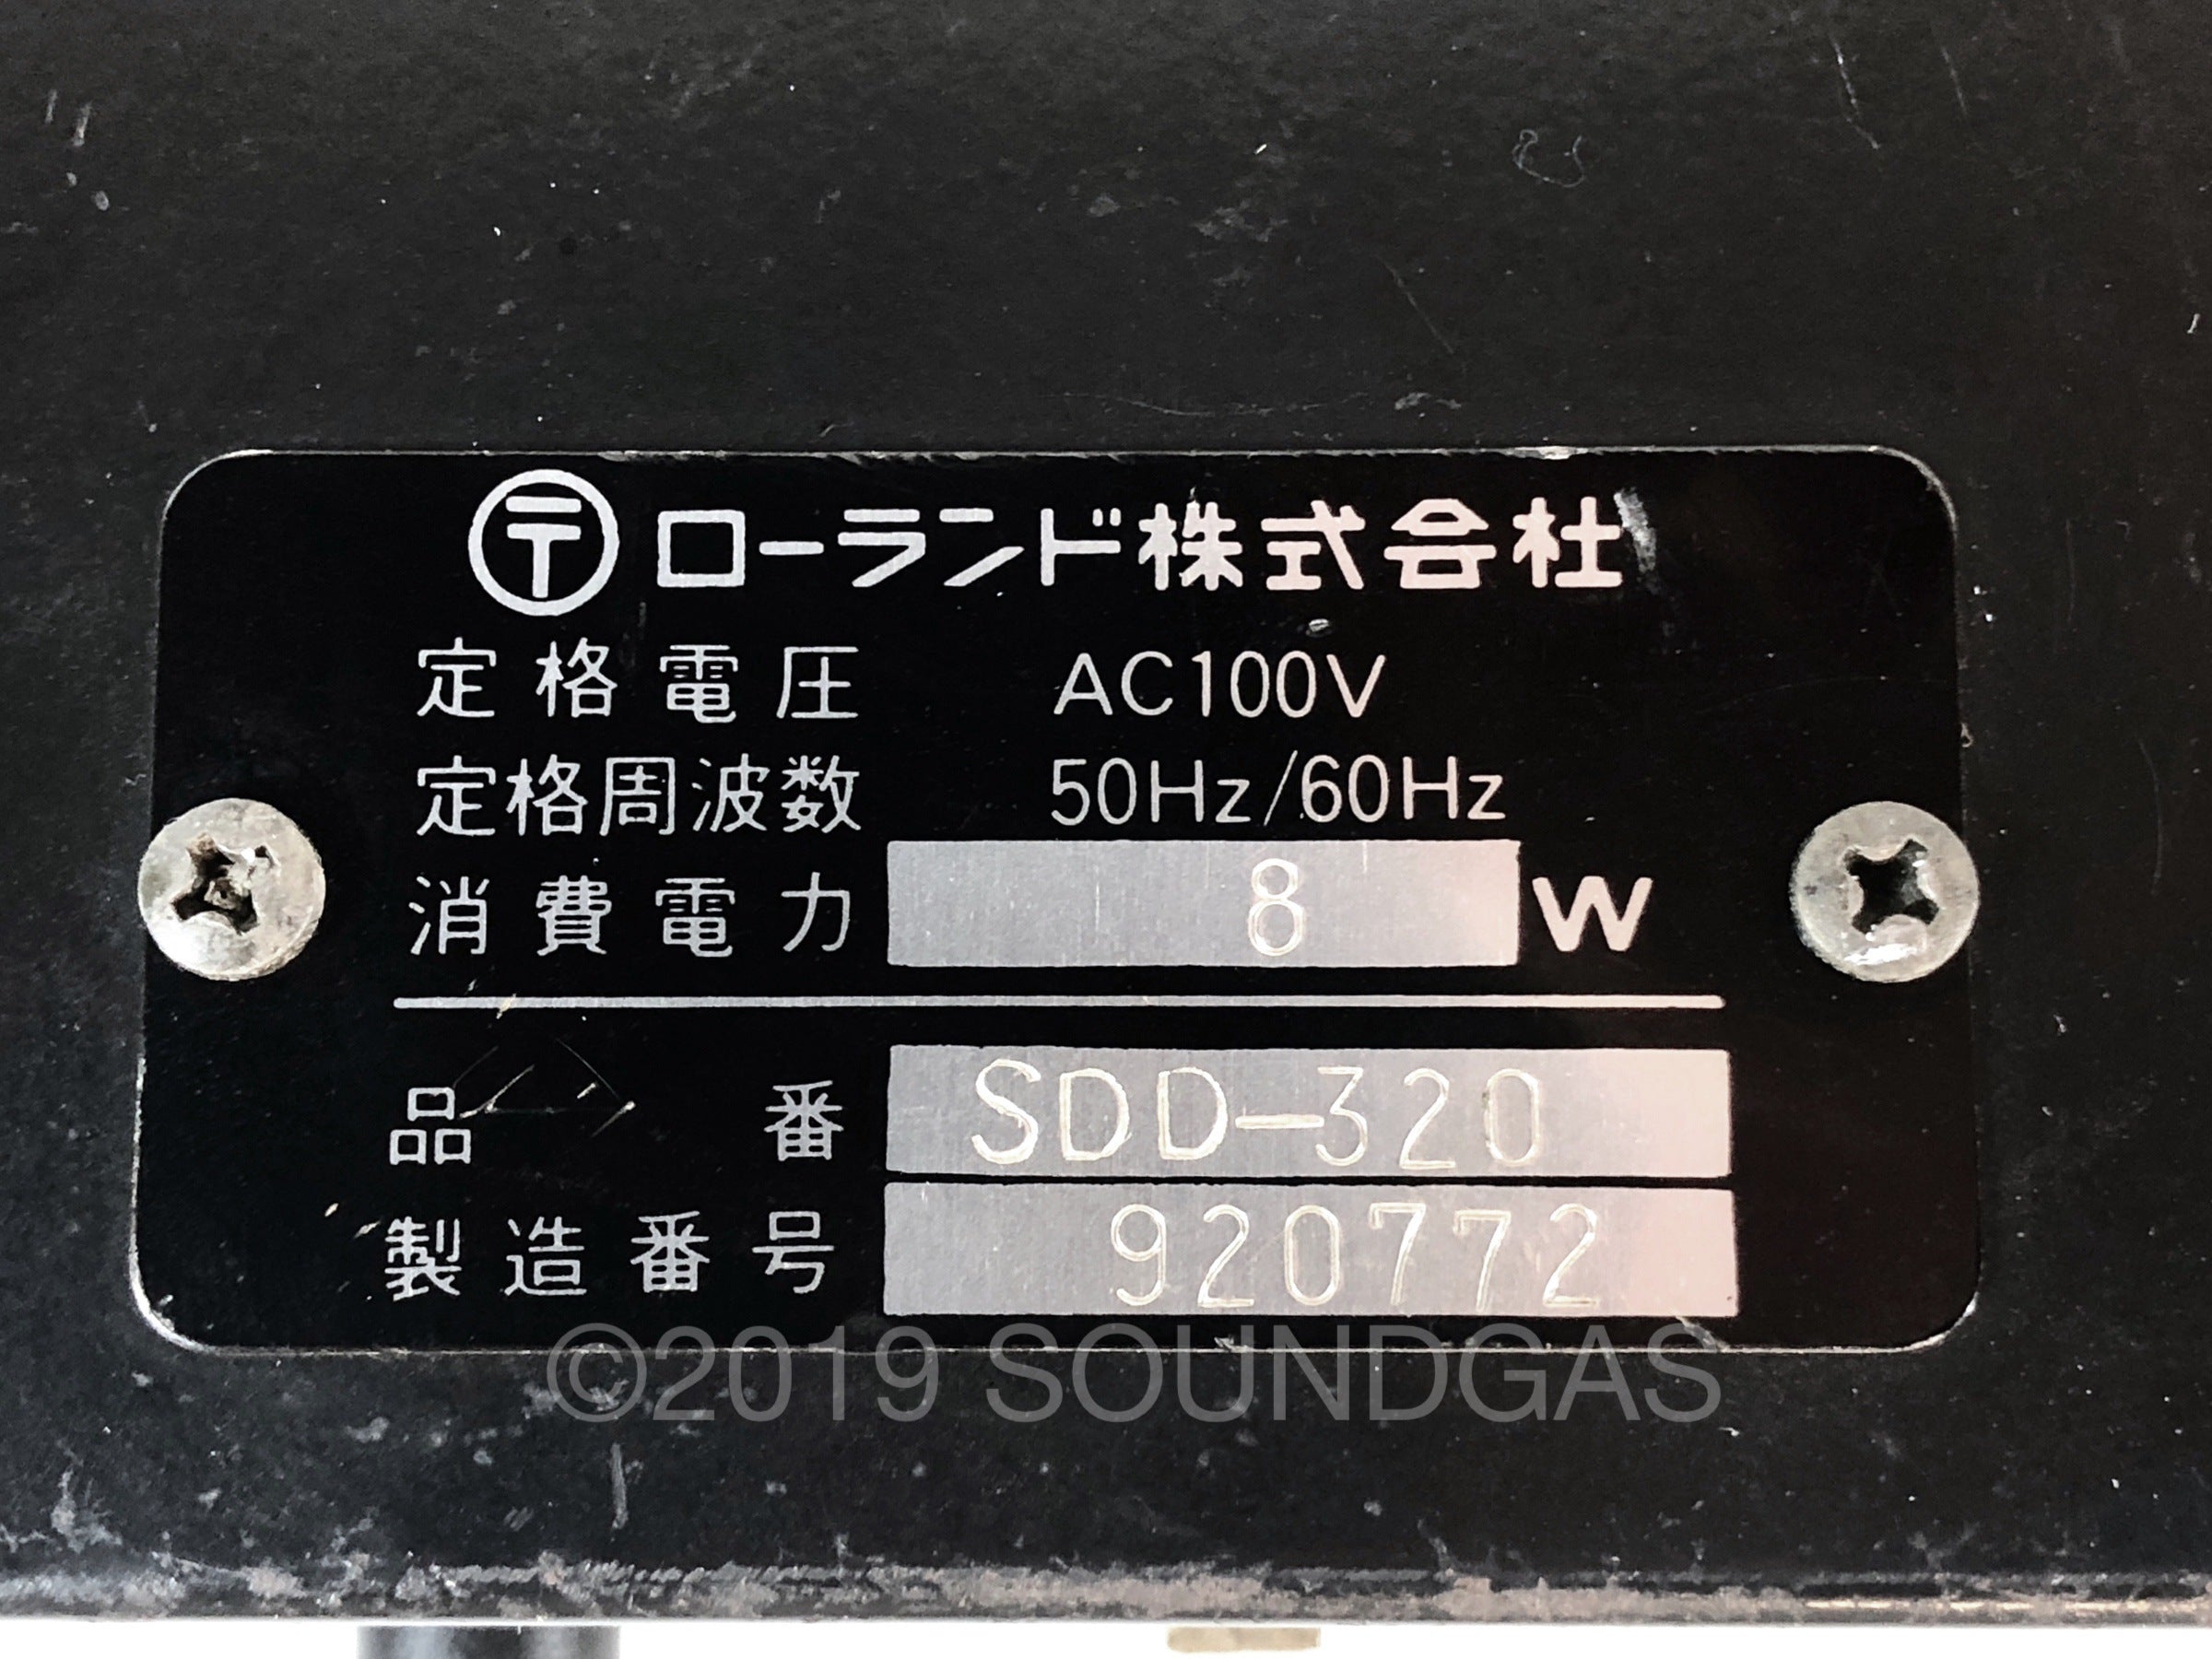 〒 ローランド株式会社
定格電圧 AC100V
定格周波数 50Hz/60Hz
消費電力 8 W
品番 SDD-320
製造番号 920772
©2019 SOUNDGAS